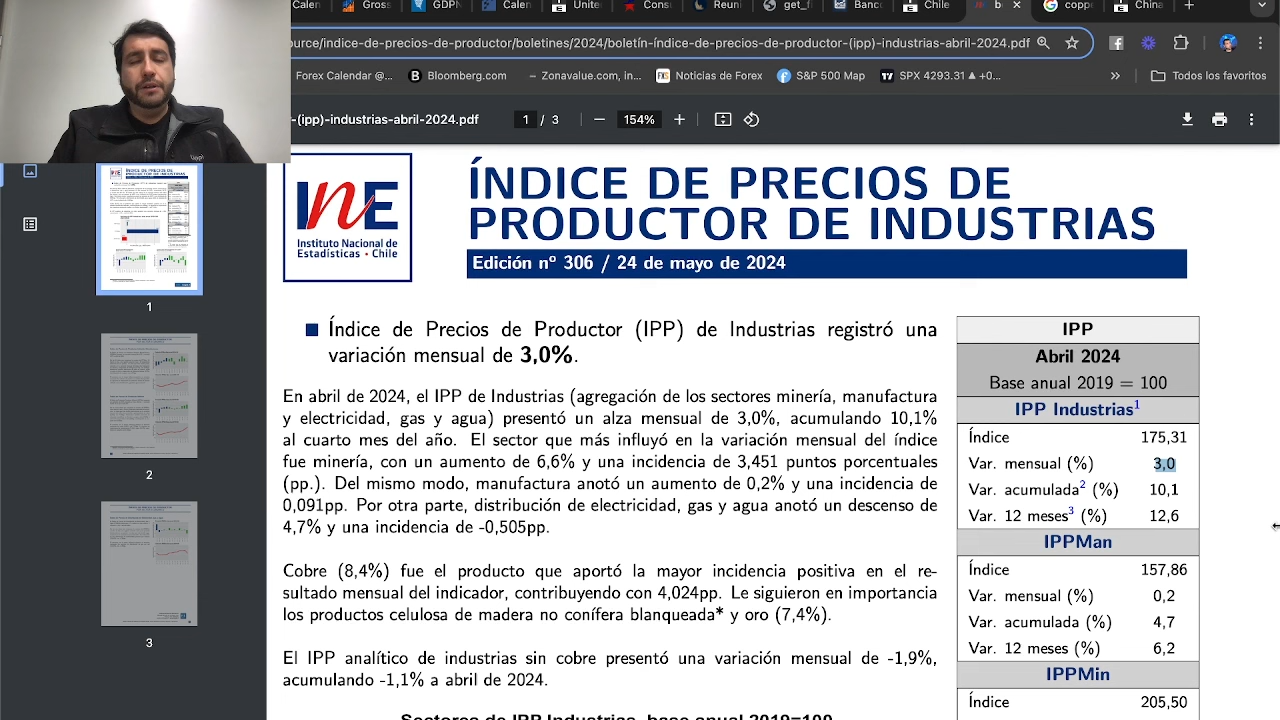 Calen
Gros
GDPN
Calen
Unite
Cons
Reuni
get_f
Banc
Chile
b
coppe
China
ource/indice-de-precios-de-productor/boletines/2024/boletín-índice-de-precios-de-productor-(ipp)-industrias-abril-2024.pdf
Forex Calendar @...
Bloomberg.com
Zonavalue.com, in...
Noticias de Forex
S&P 500 Map
SPX 4293.31 ▲ +0...
»
Todos los favoritos
-(ipp)-industrias-abril-2024.pdf
1 / 3
154%
INE
Instituto Nacional de
Estadísticas • Chile
ÍNDICE DE PRECIOS DE
PRODUCTOR DE INDUSTRIAS
Edición nº 306 / 24 de mayo de 2024
Índice de Precios de Productor (IPP) de Industrias registró una
variación mensual de 3,0%.
En abril de 2024, el IPP de Industrias (agregación de los sectores minería, manufactura
y electricidad, gas y agua) presentó un alza mensual de 3,0%, acumulando 10,1%
al cuarto mes del año. El sector que más influyó en la variación mensual del índice
fue minería, con un aumento de 6,6% y una incidencia de 3,451 puntos porcentuales
(pp.). Del mismo modo, manufactura anotó un aumento de 0,2% y una incidencia de
0,091pp. Por otra parte, distribución de electricidad, gas y agua anotó un descenso de
4,7% y una incidencia de -0,505pp.
Cobre (8,4%) fue el producto que aportó la mayor incidencia positiva en el re-
sultado mensual del indicador, contribuyendo con 4,024pp. Le siguieron en importancia
los productos celulosa de madera no conífera blanqueada* y oro (7,4%).
El IPP analítico de industrias sin cobre presentó una variación mensual de -1,9%,
acumulando -1,1% a abril de 2024.
Sectores de IPP Industrias, base anual 2019=100
IPP
Abril 2024
Base anual 2019 = 100
IPP Industrias1
Índice 175,31
Var. mensual (%) 3,0
Var. acumulada2 (%) 10,1
Var. 12 meses3 (%) 12,6
IPPMan
Índice 157,86
Var. mensual (%) 0,2
Var. acumulada (%) 4,7
Var. 12 meses (%) 6,2
IPPMin
Índice 205,50
1
2
3